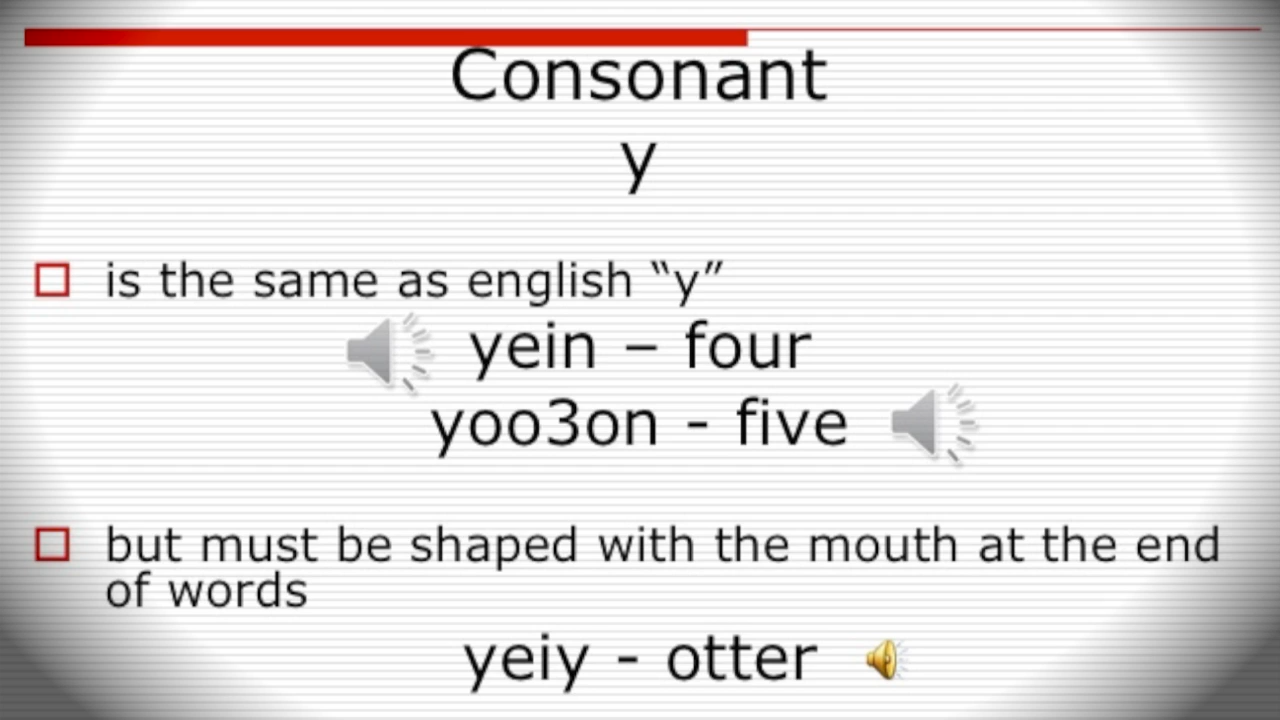 Consonant
y
is the same as english “y”
yein – four
yoo3on - five
but must be shaped with the mouth at the end
of words
yeiy - otter